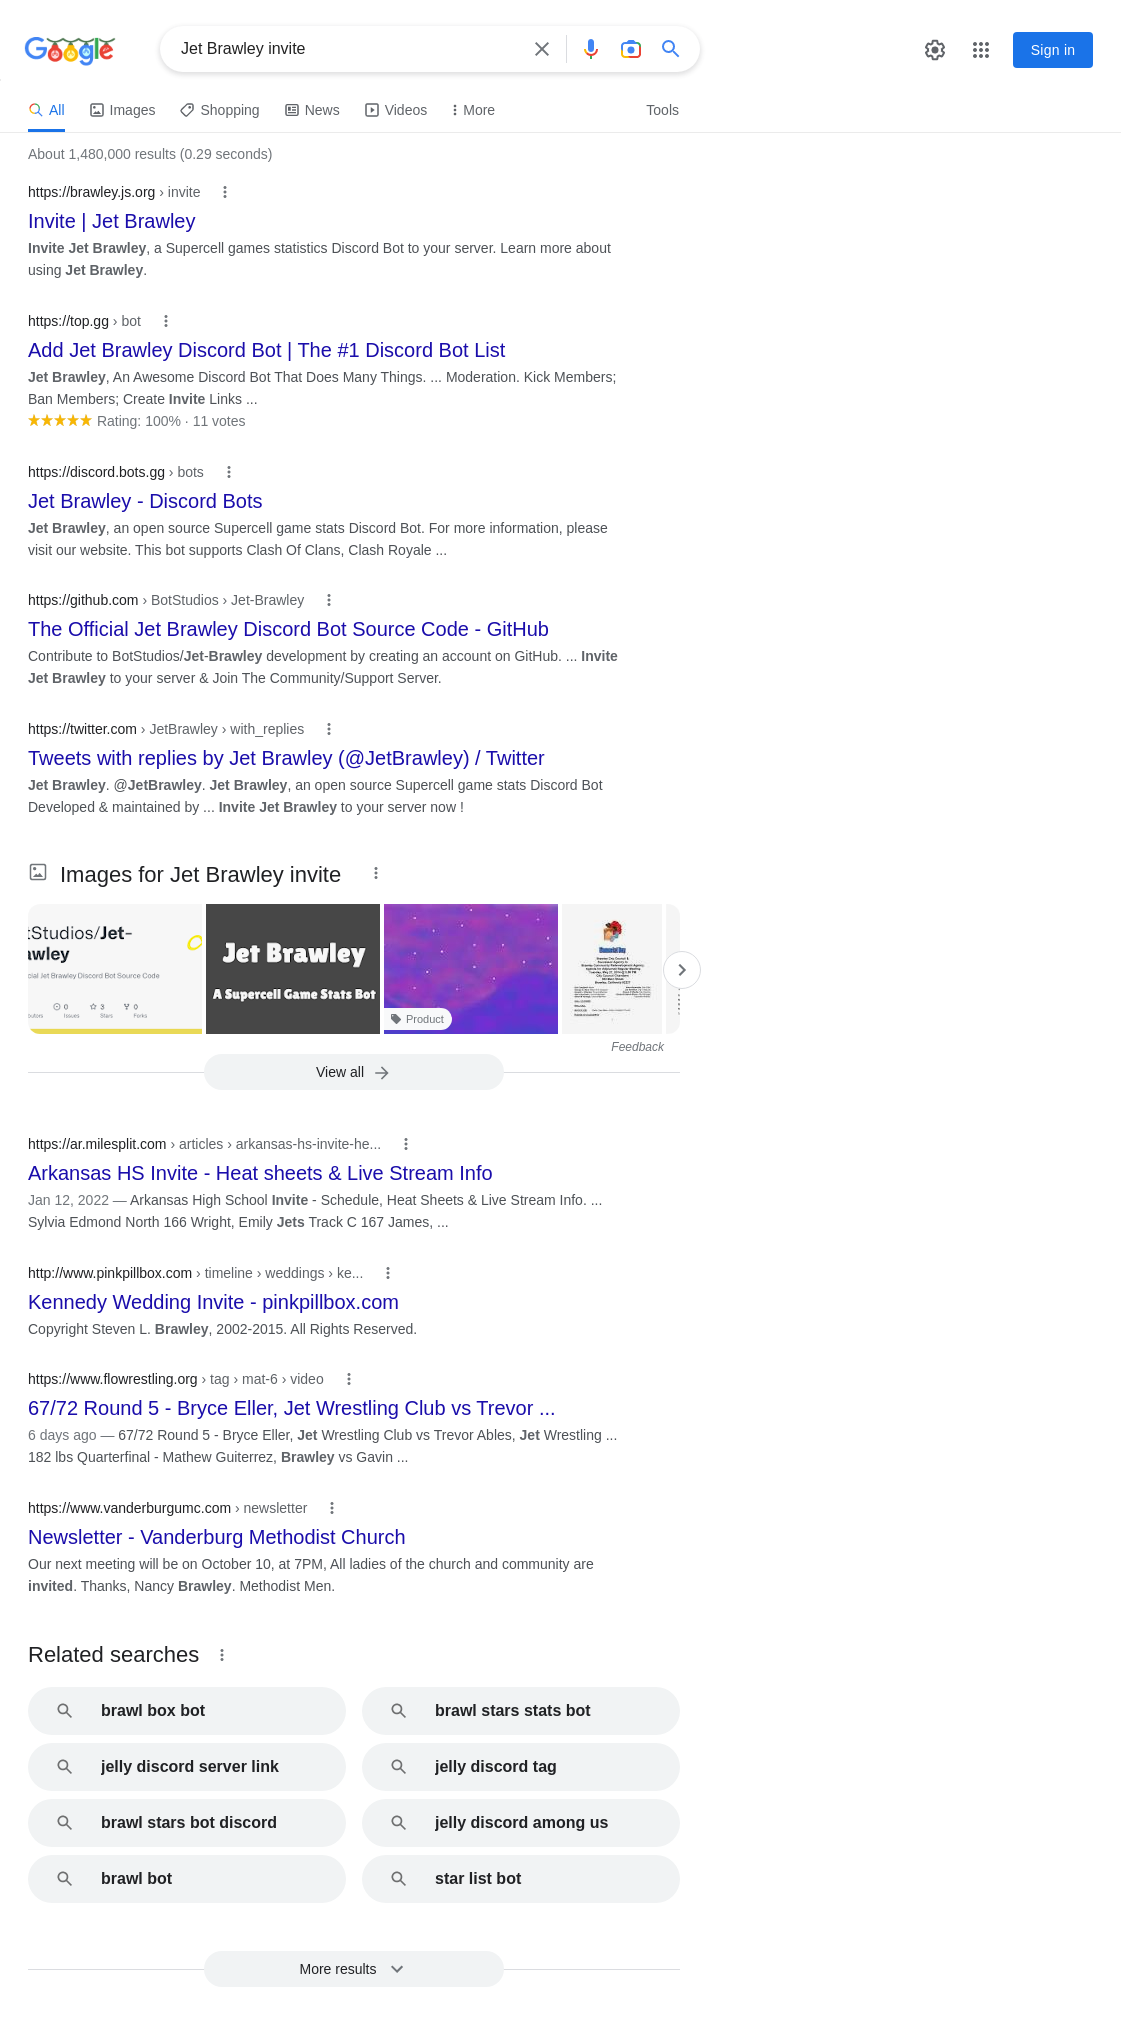 Google
Jet Brawley invite
Sign in
All
Images
Shopping
News
Videos
More
Tools
About 1,480,000 results (0.29 seconds)
https://brawley.js.org › invite
Invite | Jet Brawley
Invite Jet Brawley, a Supercell games statistics Discord Bot to your server. Learn more about
using Jet Brawley.
https://top.gg › bot
Add Jet Brawley Discord Bot | The #1 Discord Bot List
Jet Brawley, An Awesome Discord Bot That Does Many Things. ... Moderation. Kick Members;
Ban Members; Create Invite Links ...
Rating: 100% · 11 votes
https://discord.bots.gg › bots
Jet Brawley - Discord Bots
Jet Brawley, an open source Supercell game stats Discord Bot. For more information, please
visit our website. This bot supports Clash Of Clans, Clash Royale ...
https://github.com › BotStudios › Jet-Brawley
The Official Jet Brawley Discord Bot Source Code - GitHub
Contribute to BotStudios/Jet-Brawley development by creating an account on GitHub. ... Invite
Jet Brawley to your server & Join The Community/Support Server.
https://twitter.com › JetBrawley › with_replies
Tweets with replies by Jet Brawley (@JetBrawley) / Twitter
Jet Brawley. @JetBrawley. Jet Brawley, an open source Supercell game stats Discord Bot
Developed & maintained by ... Invite Jet Brawley to your server now !
Images for Jet Brawley invite
tStudios/Jet-
awley
cial Jet Brawley Discord Bot Source Code
0
3
0
butors
Issues
Stars
Forks
Jet Brawley
A Supercell Game Stats Bot
Product
Memorial Day
Feedback
View all
https://ar.milesplit.com › articles › arkansas-hs-invite-he...
Arkansas HS Invite - Heat sheets & Live Stream Info
Jan 12, 2022 — Arkansas High School Invite - Schedule, Heat Sheets & Live Stream Info. ...
Sylvia Edmond North 166 Wright, Emily Jets Track C 167 James, ...
http://www.pinkpillbox.com › timeline › weddings › ke...
Kennedy Wedding Invite - pinkpillbox.com
Copyright Steven L. Brawley, 2002-2015. All Rights Reserved.
https://www.flowrestling.org › tag › mat-6 › video
67/72 Round 5 - Bryce Eller, Jet Wrestling Club vs Trevor ...
6 days ago — 67/72 Round 5 - Bryce Eller, Jet Wrestling Club vs Trevor Ables, Jet Wrestling ...
182 lbs Quarterfinal - Mathew Guiterrez, Brawley vs Gavin ...
https://www.vanderburgumc.com › newsletter
Newsletter - Vanderburg Methodist Church
Our next meeting will be on October 10, at 7PM, All ladies of the church and community are
invited. Thanks, Nancy Brawley. Methodist Men.
Related searches
brawl box bot
brawl stars stats bot
jelly discord server link
jelly discord tag
brawl stars bot discord
jelly discord among us
brawl bot
star list bot
More results